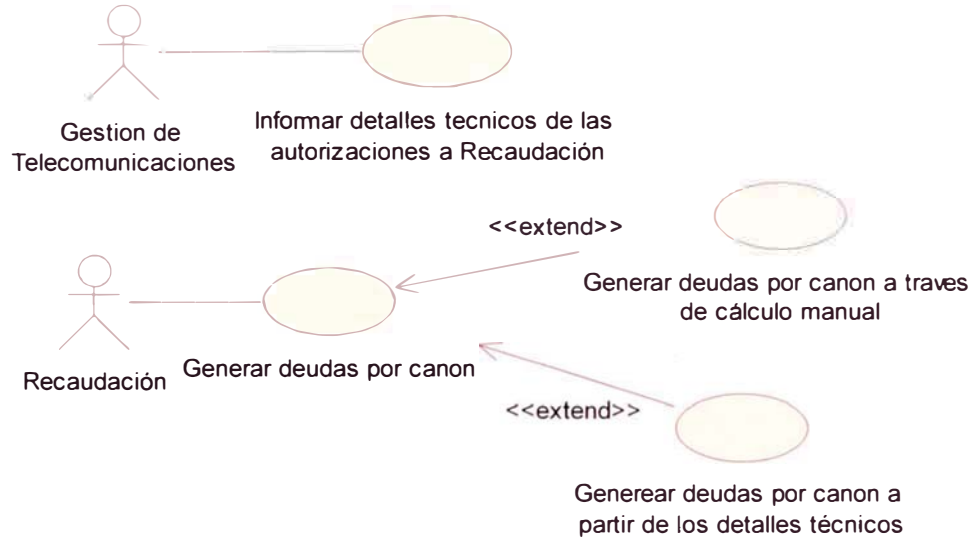 Gestion de
Telecomunicaciones
Informar detalles tecnicos de las
autorizaciones a Recaudación
<<extend>>
Generar deudas por canon a traves
de cálculo manual
Recaudación
Generar deudas por canon
<<extend>>
Generear deudas por canon a
partir de los detalles técnicos